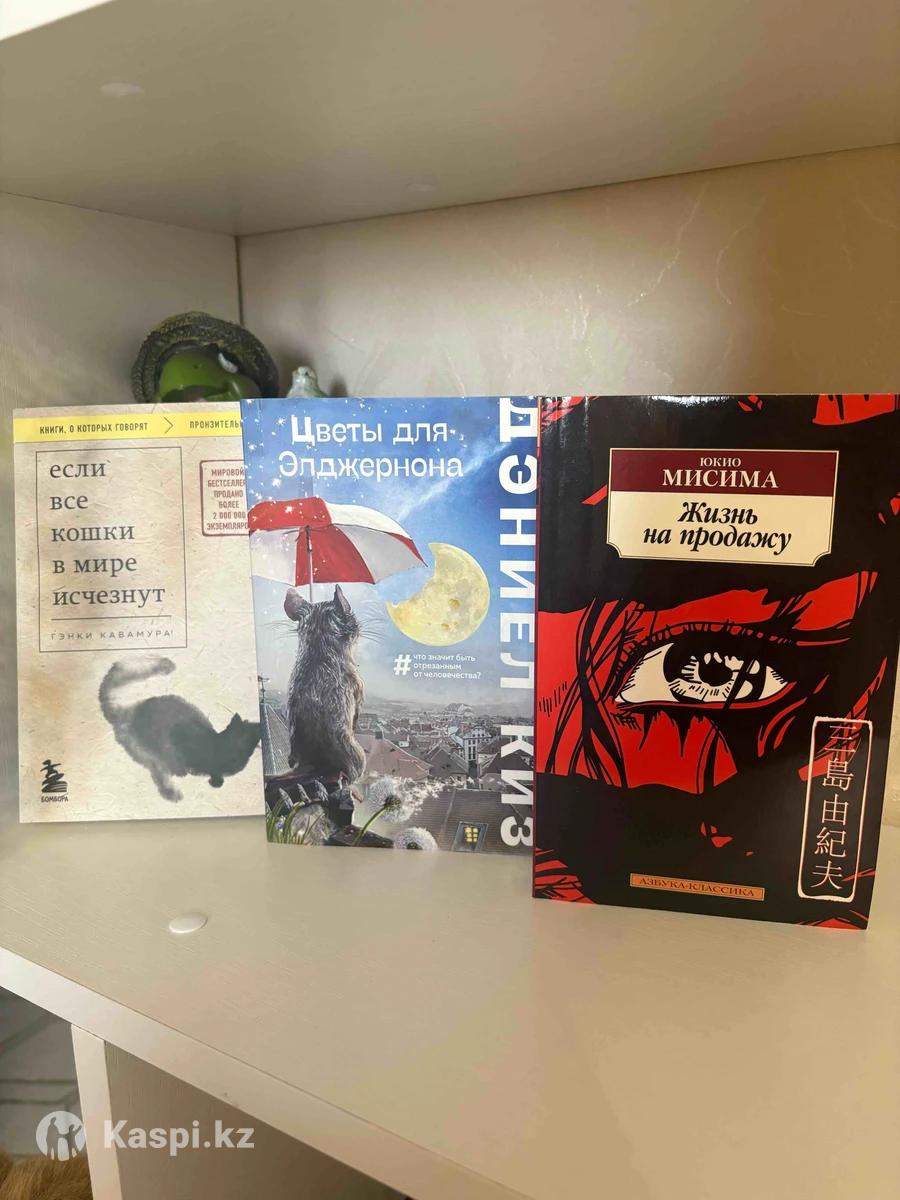 КНИГИ, О КОТОРЫХ ГОВОРЯТ > ПРОНЗИТЕЛЬН
если
все
кошки
в мире
исчезнут
ГЭНКИ КАВАМУРА
МИРОВОЙ
БЕСТСЕЛЛЕР
ПРОДАНО
БОЛЕЕ
2 000 000
ЭКЗЕМПЛЯРО
БОМБОРА
Цветы для
Элджернона
ДЭНИЕЛ КИЗ
#что значит быть
отрезанным
от человечества?
ЮКИО
МИСИМА
Жизнь
на продажу
三島由紀夫
АЗБУКА-КЛАССИКА
Kaspi.kz